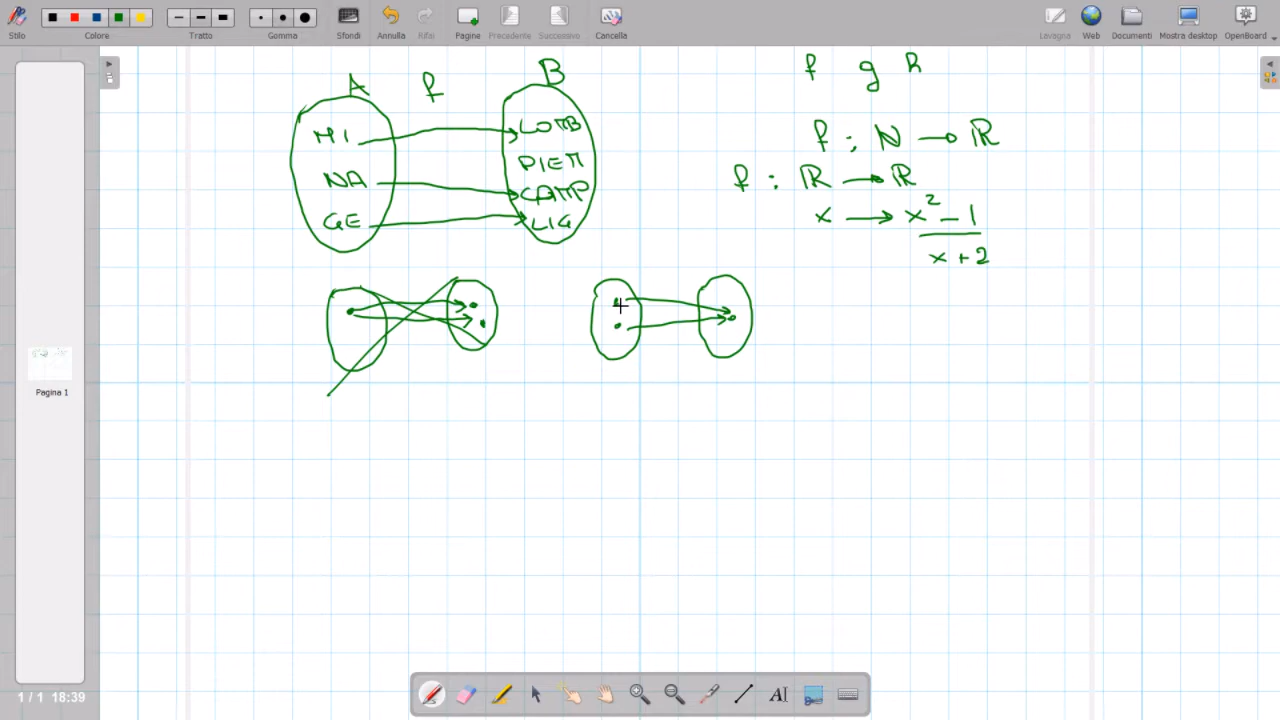 Stilo
Colore
Tratto
Gomma
Sfondi
Annulla
Rifai
Pagine
Precedente
Successivo
Cancella
Lavagna
Web
Documenti
Mostra desktop
OpenBoard
A f B
MI LOMB
PIEM
NA CAMP
GE LIG
f g h
f : N → R
f : ℝ → ℝ
x → x² - 1
x + 2
Pagina 1
1 / 1 18:39
AI